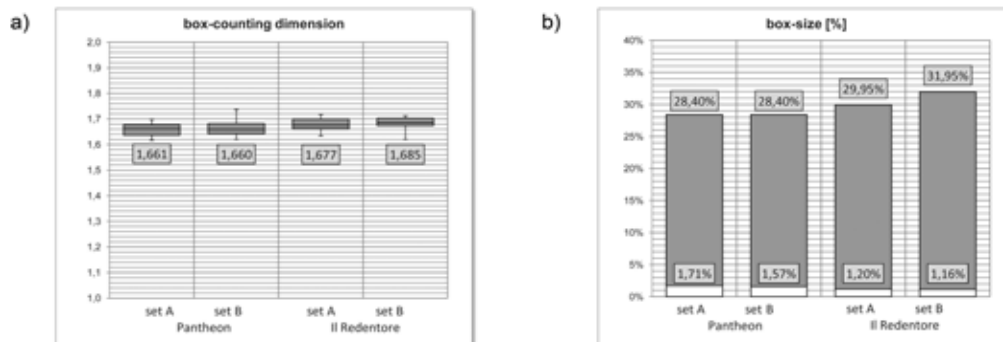 a)
box-counting dimension
2,0
1,9
1,8
1,7
1,6
1,5
1,4
1,3
1,2
1,1
1,0
1,661
1,660
1,677
1,685
set A
set B
set A
set B
Pantheon
Il Redentore
b)
box-size [%]
40%
35%
30%
25%
20%
15%
10%
5%
0%
28,40%
28,40%
29,95%
31,95%
1,71%
1,57%
1,20%
1,16%
set A
set B
set A
set B
Pantheon
Il Redentore